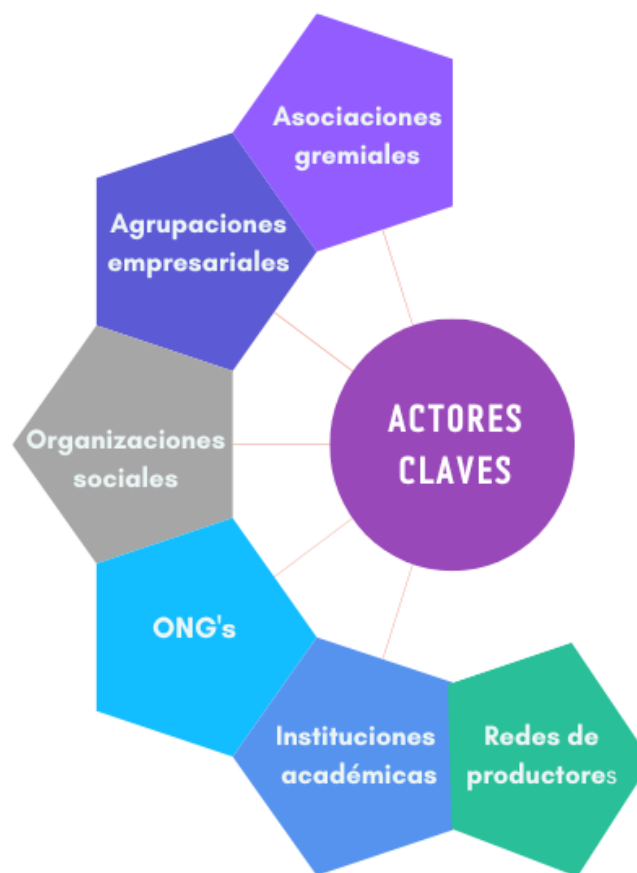 Asociaciones
gremiales
Agrupaciones
empresariales
ACTORES
CLAVES
Organizaciones
sociales
ONG's
Instituciones
académicas
Redes de
productores